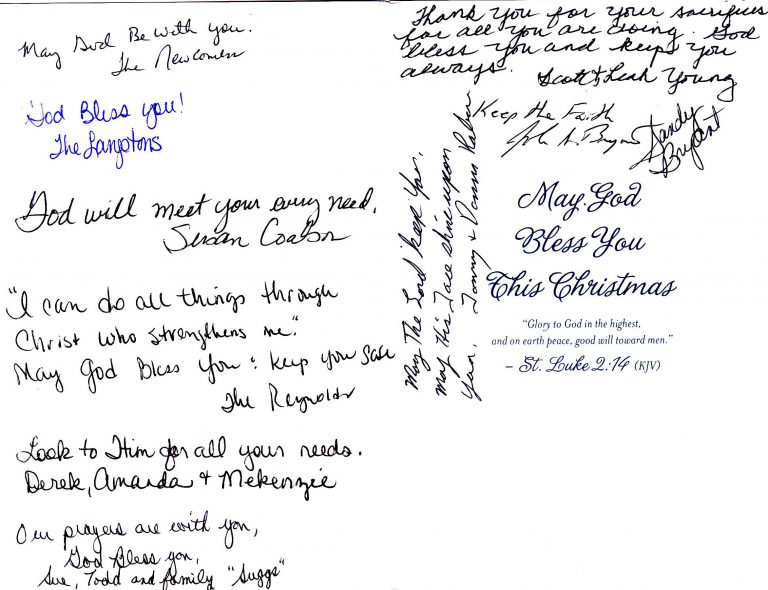 May God Be with you.
The Newcomers
God Bless you!
The Langstons
God will meet your every need.
Susan
"I can do all things through
Christ who strengthens me."
May God Bless you & keep you safe
The Reynolds
Look to Him for all your needs.
Derek, Amanda & Mekenzie
Our prayers are with you,
God Bless you,
Sue, Todd and family "Suggs"
Thank you for your sacrifices
for all you are doing. God
bless you and keep you
always.
Scott & Leah Young
Keep the Faith
John Bryant
Sandy
Bryant
May The Lord keep You,
may His Face shine upon
you. Tommy & Donna
May God
Bless You
This Christmas
"Glory to God in the highest,
and on earth peace, good will toward men."
– St. Luke 2:14 (KJV)